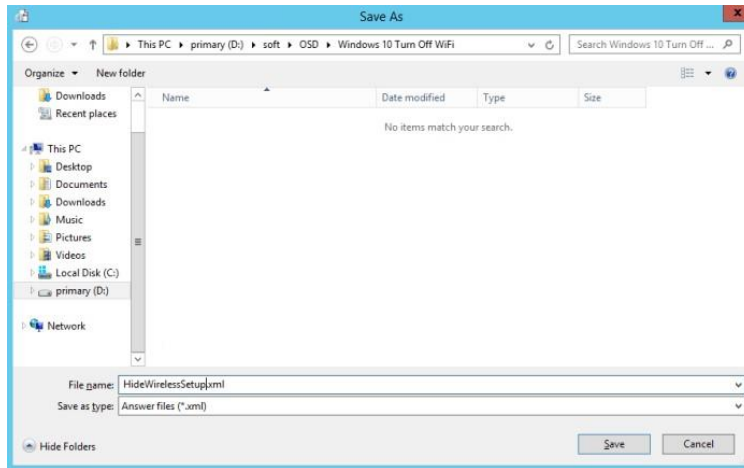 Save As
This PC primary (D:) soft OSD Windows 10 Turn Off WiFi
Search Windows 10 Turn Off ...
Organize New folder
Downloads
Recent places
This PC
Desktop
Documents
Downloads
Music
Pictures
Videos
Local Disk (C:)
primary (D:)
Network
Name Date modified Type Size
No items match your search.
File name: HideWirelessSetup.xml
Save as type: Answer files (*.xml)
Hide Folders Save Cancel